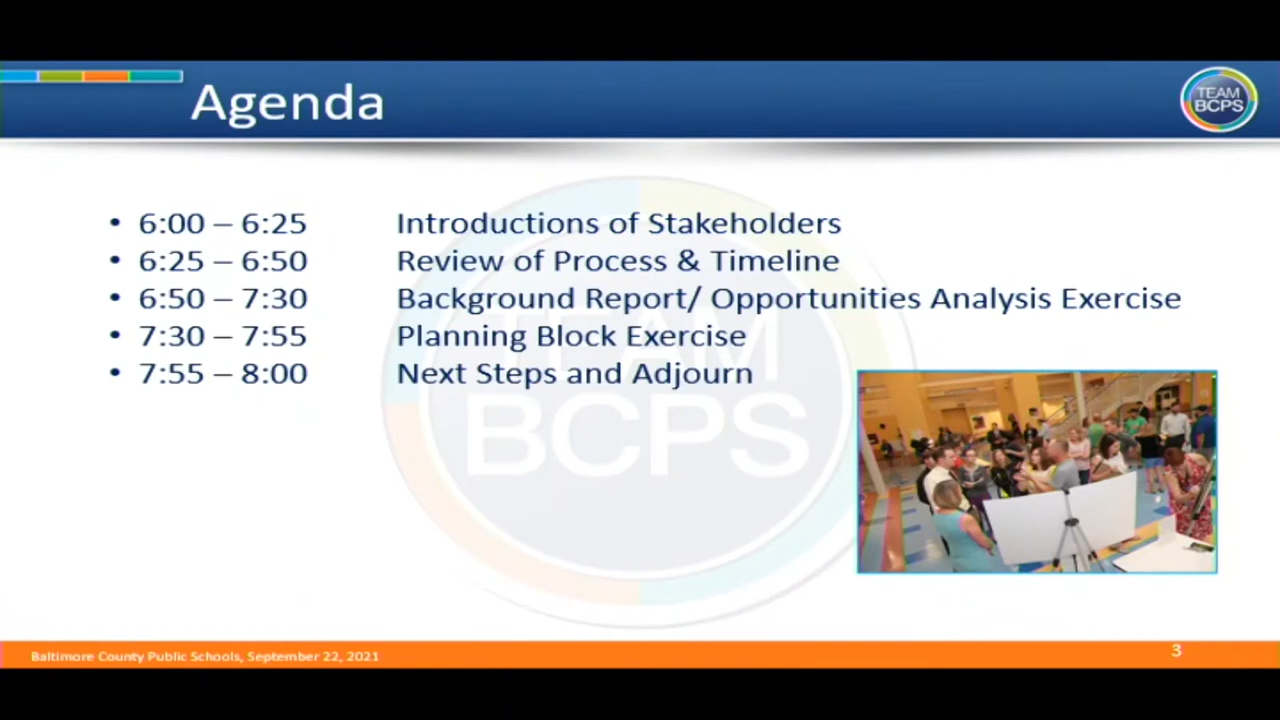 Agenda
TEAM
BCPS
• 6:00 – 6:25 Introductions of Stakeholders
• 6:25 – 6:50 Review of Process & Timeline
• 6:50 – 7:30 Background Report/ Opportunities Analysis Exercise
• 7:30 – 7:55 Planning Block Exercise
• 7:55 – 8:00 Next Steps and Adjourn
TEAM
BCPS
Baltimore County Public Schools, September 22, 2021
3